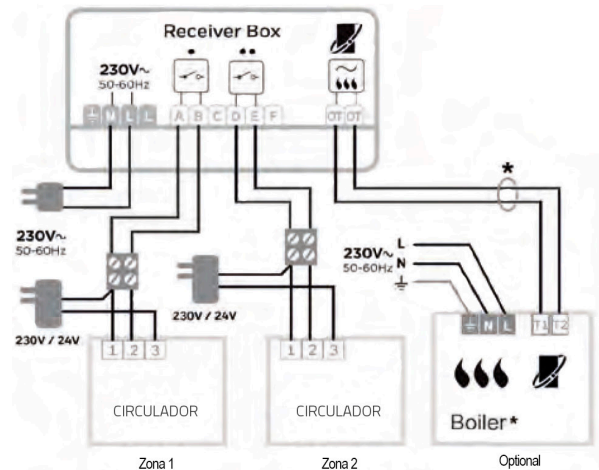 Receiver Box
230V~
50-60Hz
N L L A B C D E F OT OT
*
230V~
50-60Hz
230V~
50-60Hz
L
N
230V / 24V
230V / 24V
N L T1 T2
1 2 3
1 2 3
CIRCULADOR
CIRCULADOR
Boiler*
Zona 1
Zona 2
Optional